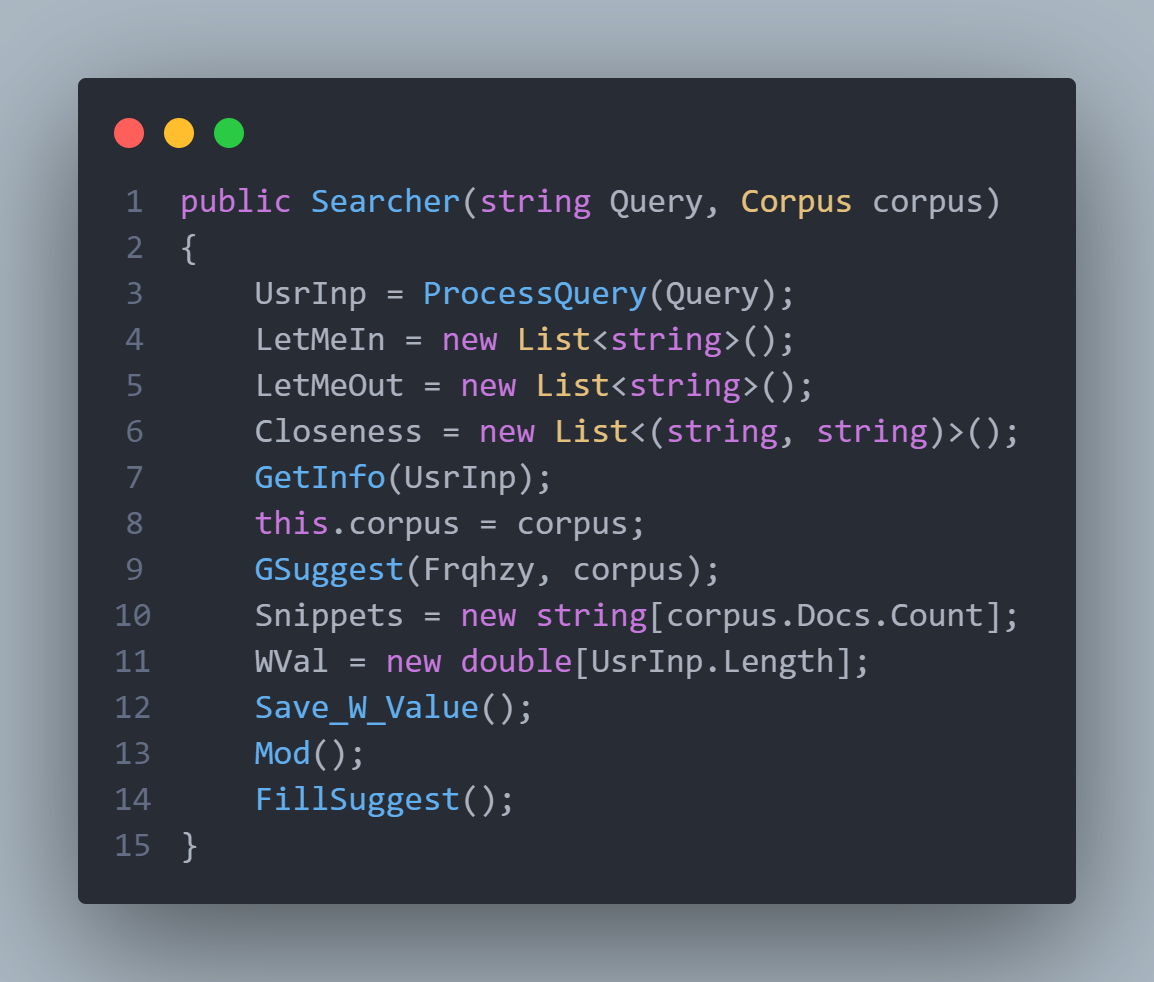 1 public Searcher(string Query, Corpus corpus)
2 {
3     UsrInp = ProcessQuery(Query);
4     LetMeIn = new List<string>();
5     LetMeOut = new List<string>();
6     Closeness = new List<(string, string)>();
7     GetInfo(UsrInp);
8     this.corpus = corpus;
9     GSuggest(Frqhzy, corpus);
10     Snippets = new string[corpus.Docs.Count];
11     WVal = new double[UsrInp.Length];
12     Save_W_Value();
13     Mod();
14     FillSuggest();
15 }